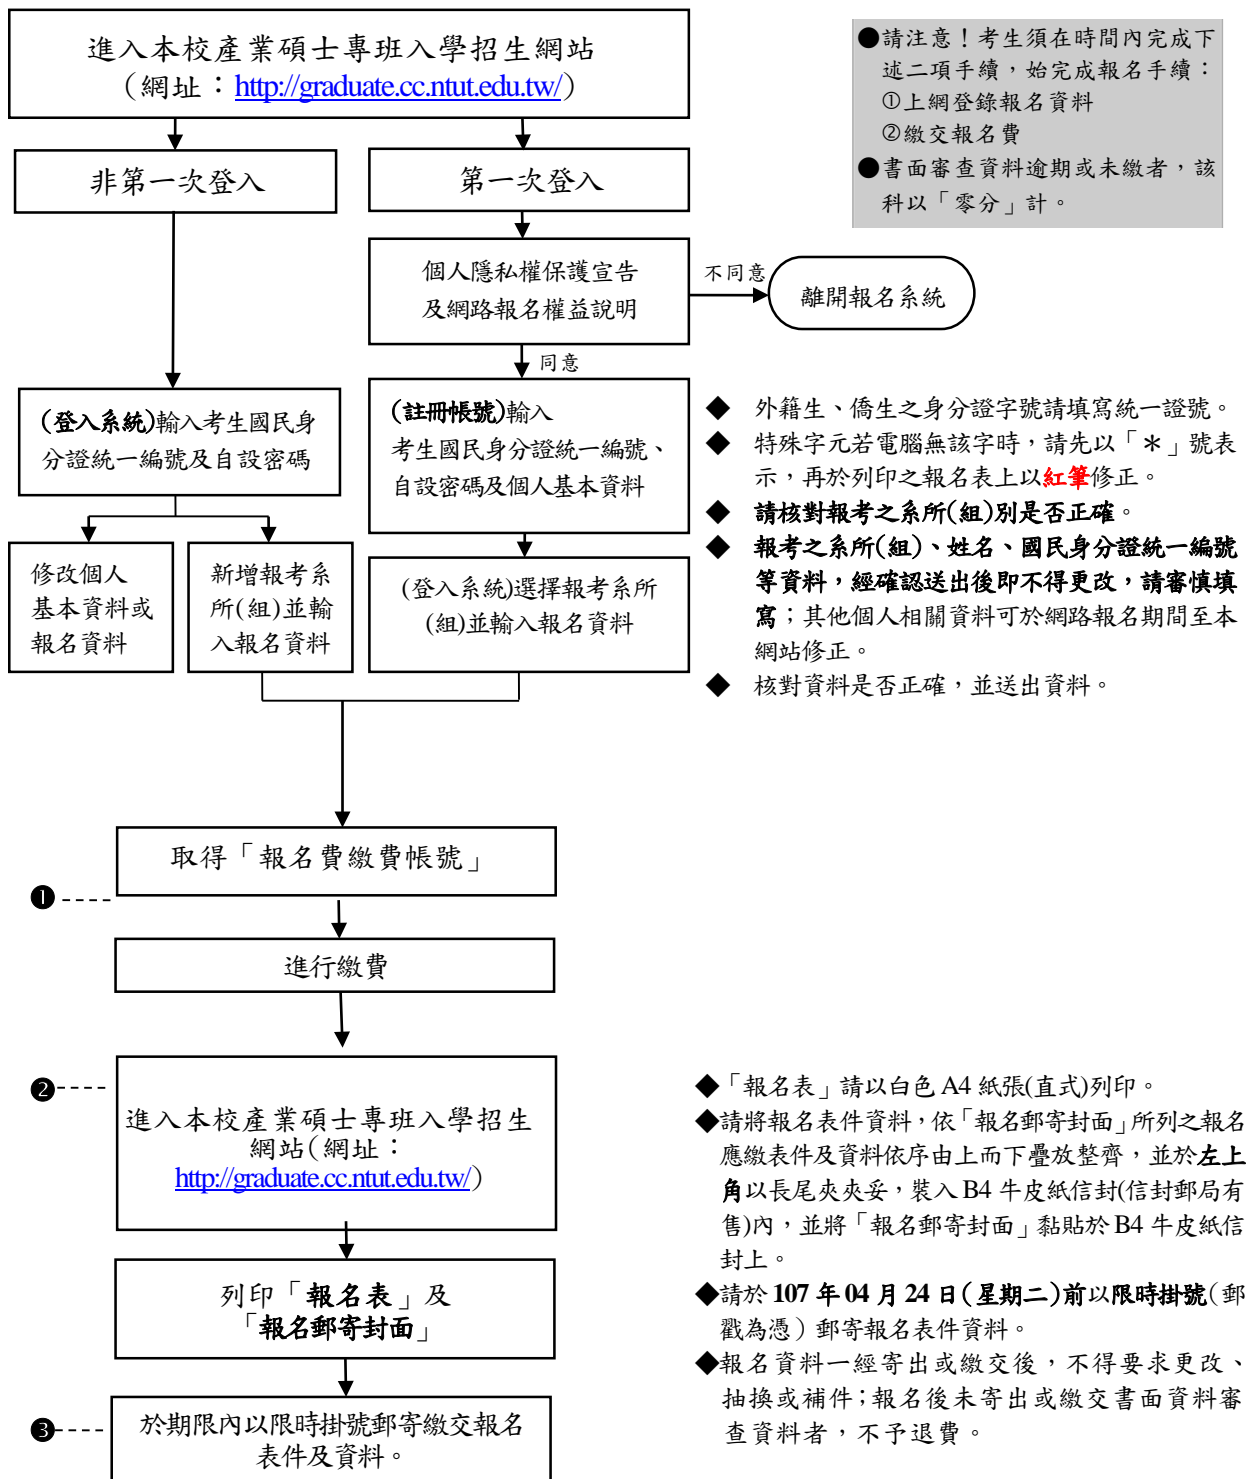 進入本校產業碩士專班入學招生網站
（網址：http://graduate.cc.ntut.edu.tw/）
●請注意！考生須在時間內完成下
述二項手續，始完成報名手續：
①上網登錄報名資料
②繳交報名費
●書面審查資料逾期或未繳者，該
科以「零分」計。
非第一次登入
第一次登入
個人隱私權保護宣告
及網路報名權益說明
不同意
離開報名系統
同意
(登入系統)輸入考生國民身
分證統一編號及自設密碼
(註冊帳號)輸入
考生國民身分證統一編號、
自設密碼及個人基本資料
修改個人
基本資料或
報名資料
新增報考系
所(組)並輸
入報名資料
(登入系統)選擇報考系所
(組)並輸入報名資料
◆ 外籍生、僑生之身分證字號請填寫統一證號。
◆ 特殊字元若電腦無該字時，請先以「＊」號表
示，再於列印之報名表上以紅筆修正。
◆ 請核對報考之系所(組)別是否正確。
◆ 報考之系所(組)、姓名、國民身分證統一編號
等資料，經確認送出後即不得更改，請審慎填
寫；其他個人相關資料可於網路報名期間至本
網站修正。
◆ 核對資料是否正確，並送出資料。
取得「報名費繳費帳號」
❶
進行繳費
❷
進入本校產業碩士專班入學招生
網站(網址：
http://graduate.cc.ntut.edu.tw/)
列印「報名表」及
「報名郵寄封面」
❸
於期限內以限時掛號郵寄繳交報名
表件及資料。
◆「報名表」請以白色 A4 紙張(直式)列印。
◆請將報名表件資料，依「報名郵寄封面」所列之報名
應繳表件及資料依序由上而下疊放整齊，並於左上
角以長尾夾夾妥，裝入 B4 牛皮紙信封(信封郵局有
售)內，並將「報名郵寄封面」黏貼於 B4 牛皮紙信
封上。
◆請於 107 年 04 月 24 日(星期二)前以限時掛號(郵
戳為憑）郵寄報名表件資料。
◆報名資料一經寄出或繳交後，不得要求更改、
抽換或補件；報名後未寄出或繳交書面資料審
查資料者，不予退費。